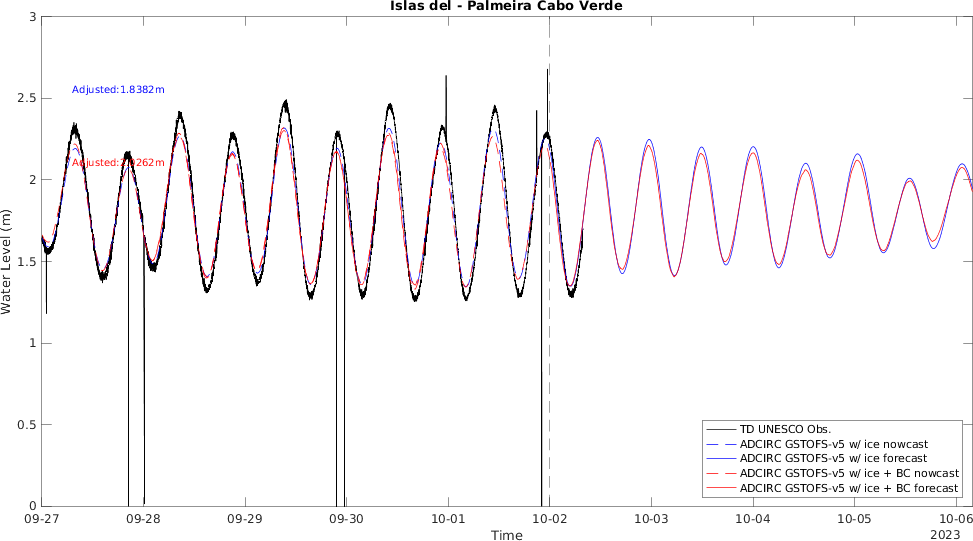 Islas del - Palmeira Cabo Verde
3
2.5
2
1.5
1
0.5
0
Water Level (m)
Adjusted:1.8382m
Adjusted:2.0262m
TD UNESCO Obs.
ADCIRC GSTOFS-v5 w/ ice nowcast
ADCIRC GSTOFS-v5 w/ ice forecast
ADCIRC GSTOFS-v5 w/ ice + BC nowcast
ADCIRC GSTOFS-v5 w/ ice + BC forecast
09-27 09-28 09-29 09-30 10-01 10-02 10-03 10-04 10-05 10-06
Time
2023